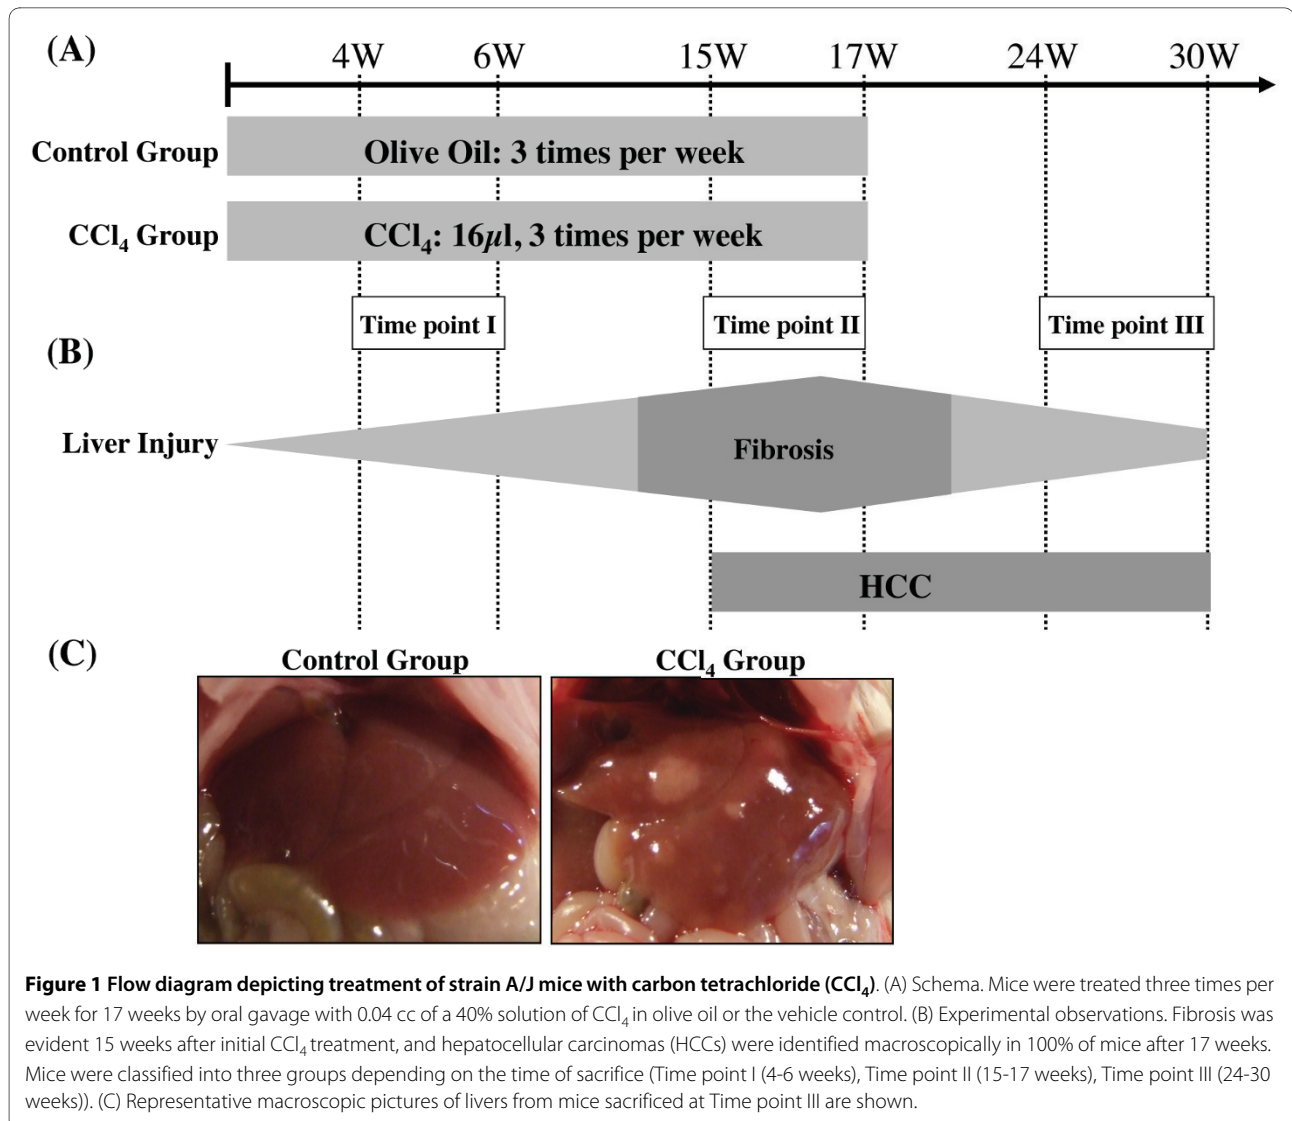 (A)
4W 6W 15W 17W 24W 30W
Control Group
Olive Oil: 3 times per week
CCl₄ Group
CCl₄: 16μl, 3 times per week
Time point I
Time point II
Time point III
(B)
Liver Injury
Fibrosis
HCC
(C)
Control Group
CCl₄ Group
Figure 1 Flow diagram depicting treatment of strain A/J mice with carbon tetrachloride (CCl₄). (A) Schema. Mice were treated three times per
week for 17 weeks by oral gavage with 0.04 cc of a 40% solution of CCl₄ in olive oil or the vehicle control. (B) Experimental observations. Fibrosis was
evident 15 weeks after initial CCl₄ treatment, and hepatocellular carcinomas (HCCs) were identified macroscopically in 100% of mice after 17 weeks.
Mice were classified into three groups depending on the time of sacrifice (Time point I (4-6 weeks), Time point II (15-17 weeks), Time point III (24-30
weeks)). (C) Representative macroscopic pictures of livers from mice sacrificed at Time point III are shown.